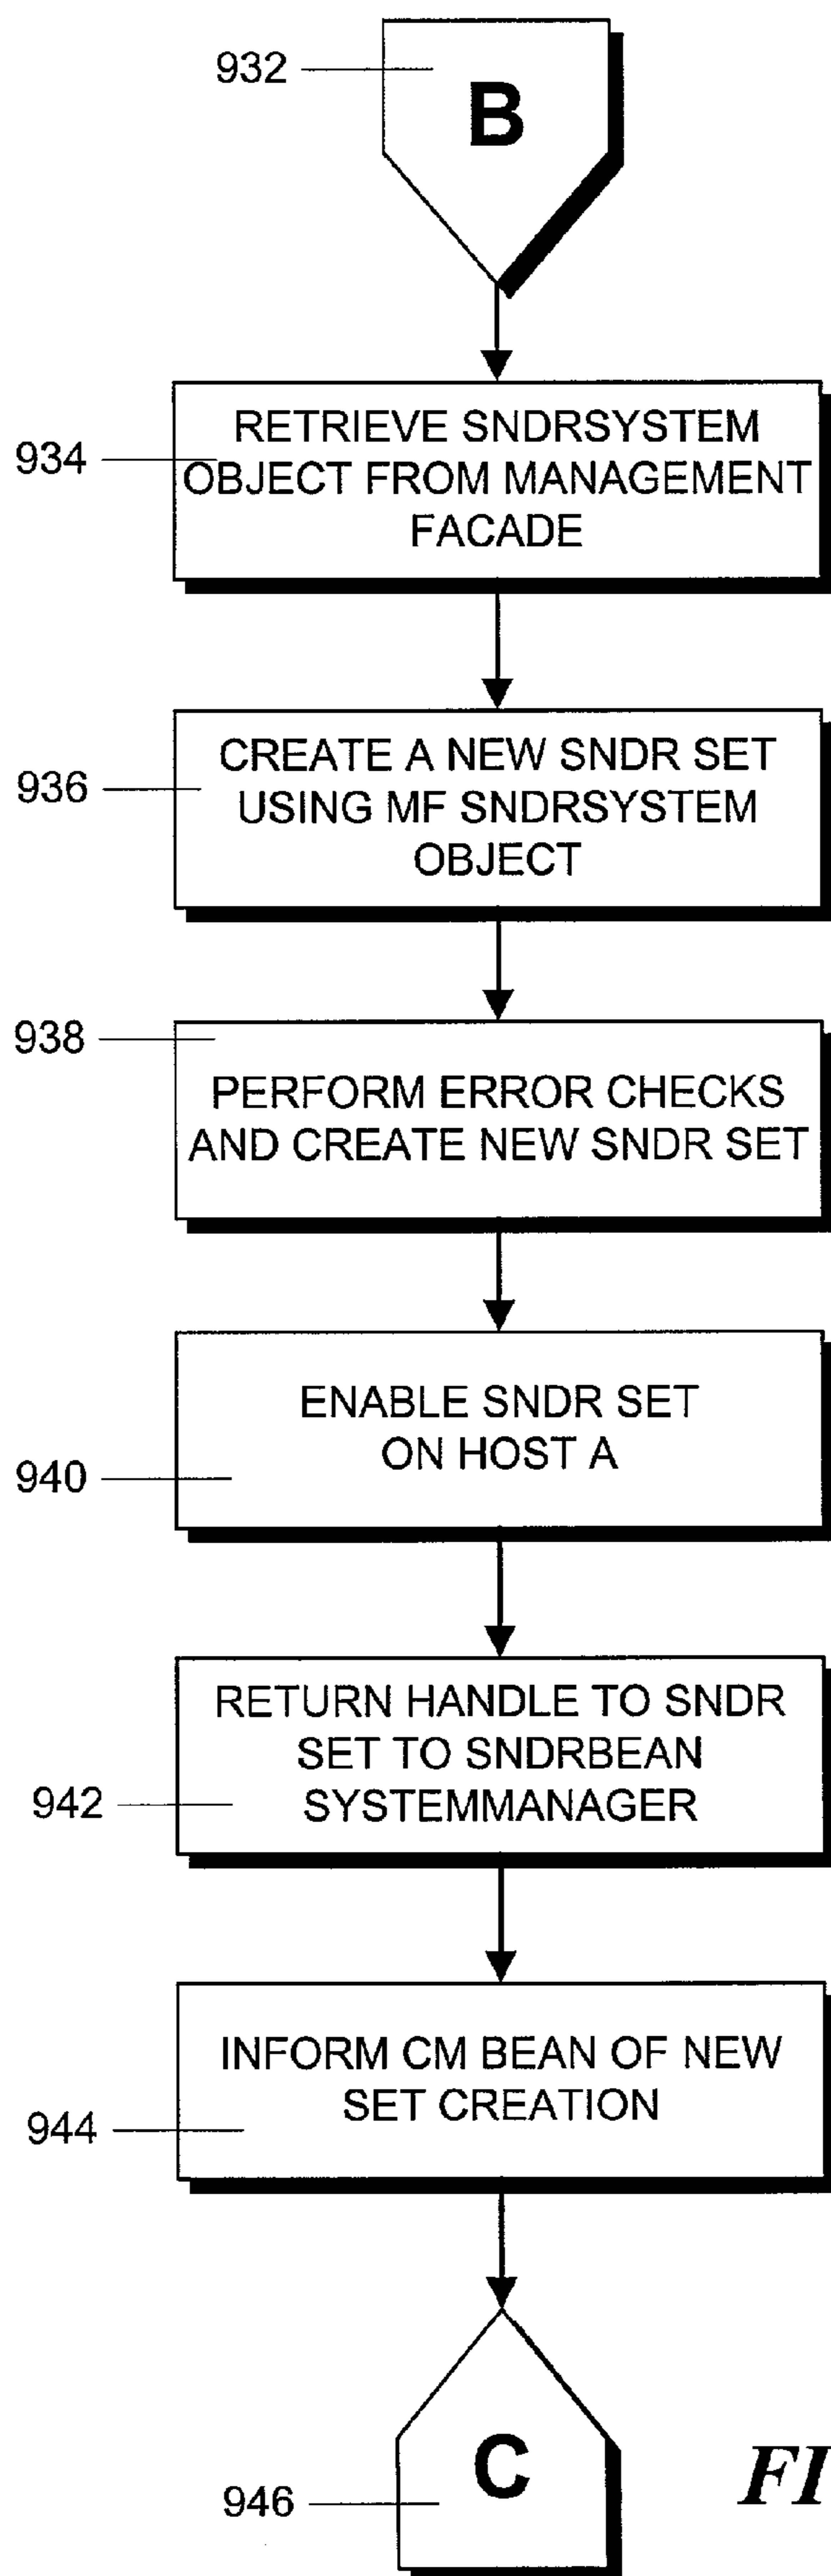 932
B
934
RETRIEVE SNDRSYSTEM
OBJECT FROM MANAGEMENT
FACADE
936
CREATE A NEW SNDR SET
USING MF SNDRSYSTEM
OBJECT
938
PERFORM ERROR CHECKS
AND CREATE NEW SNDR SET
940
ENABLE SNDR SET
ON HOST A
942
RETURN HANDLE TO SNDR
SET TO SNDRBEAN
SYSTEMMANAGER
944
INFORM CM BEAN OF NEW
SET CREATION
946
C
FI